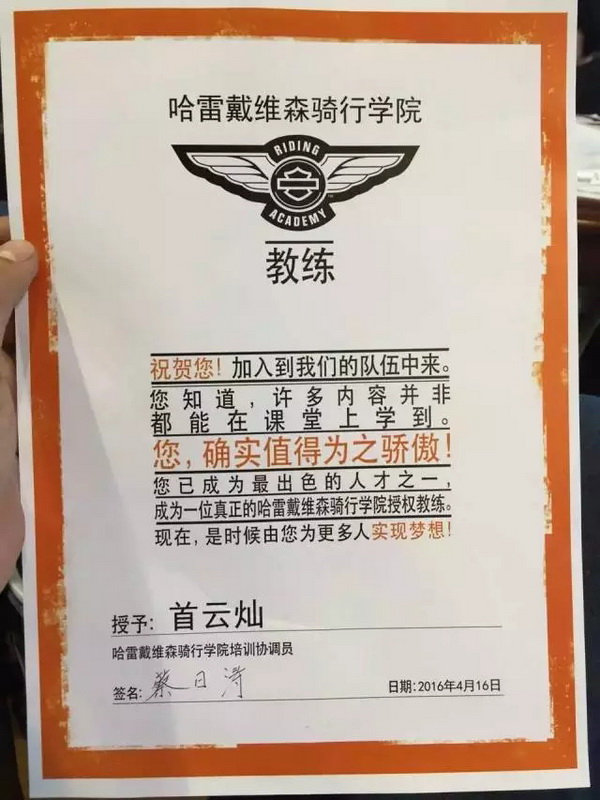 哈雷戴维森骑行学院
RIDING
ACADEMY
教练
祝贺您！加入到我们的队伍中来。
您知道，许多内容并非
都能在课堂上学到。
您，确实值得为之骄傲！
您已成为最出色的人才之一，
成为一位真正的哈雷戴维森骑行学院授权教练。
现在，是时候由您为更多人实现梦想！
授予：首云灿
哈雷戴维森骑行学院培训协调员
签名：蔡日
日期：2016年4月16日